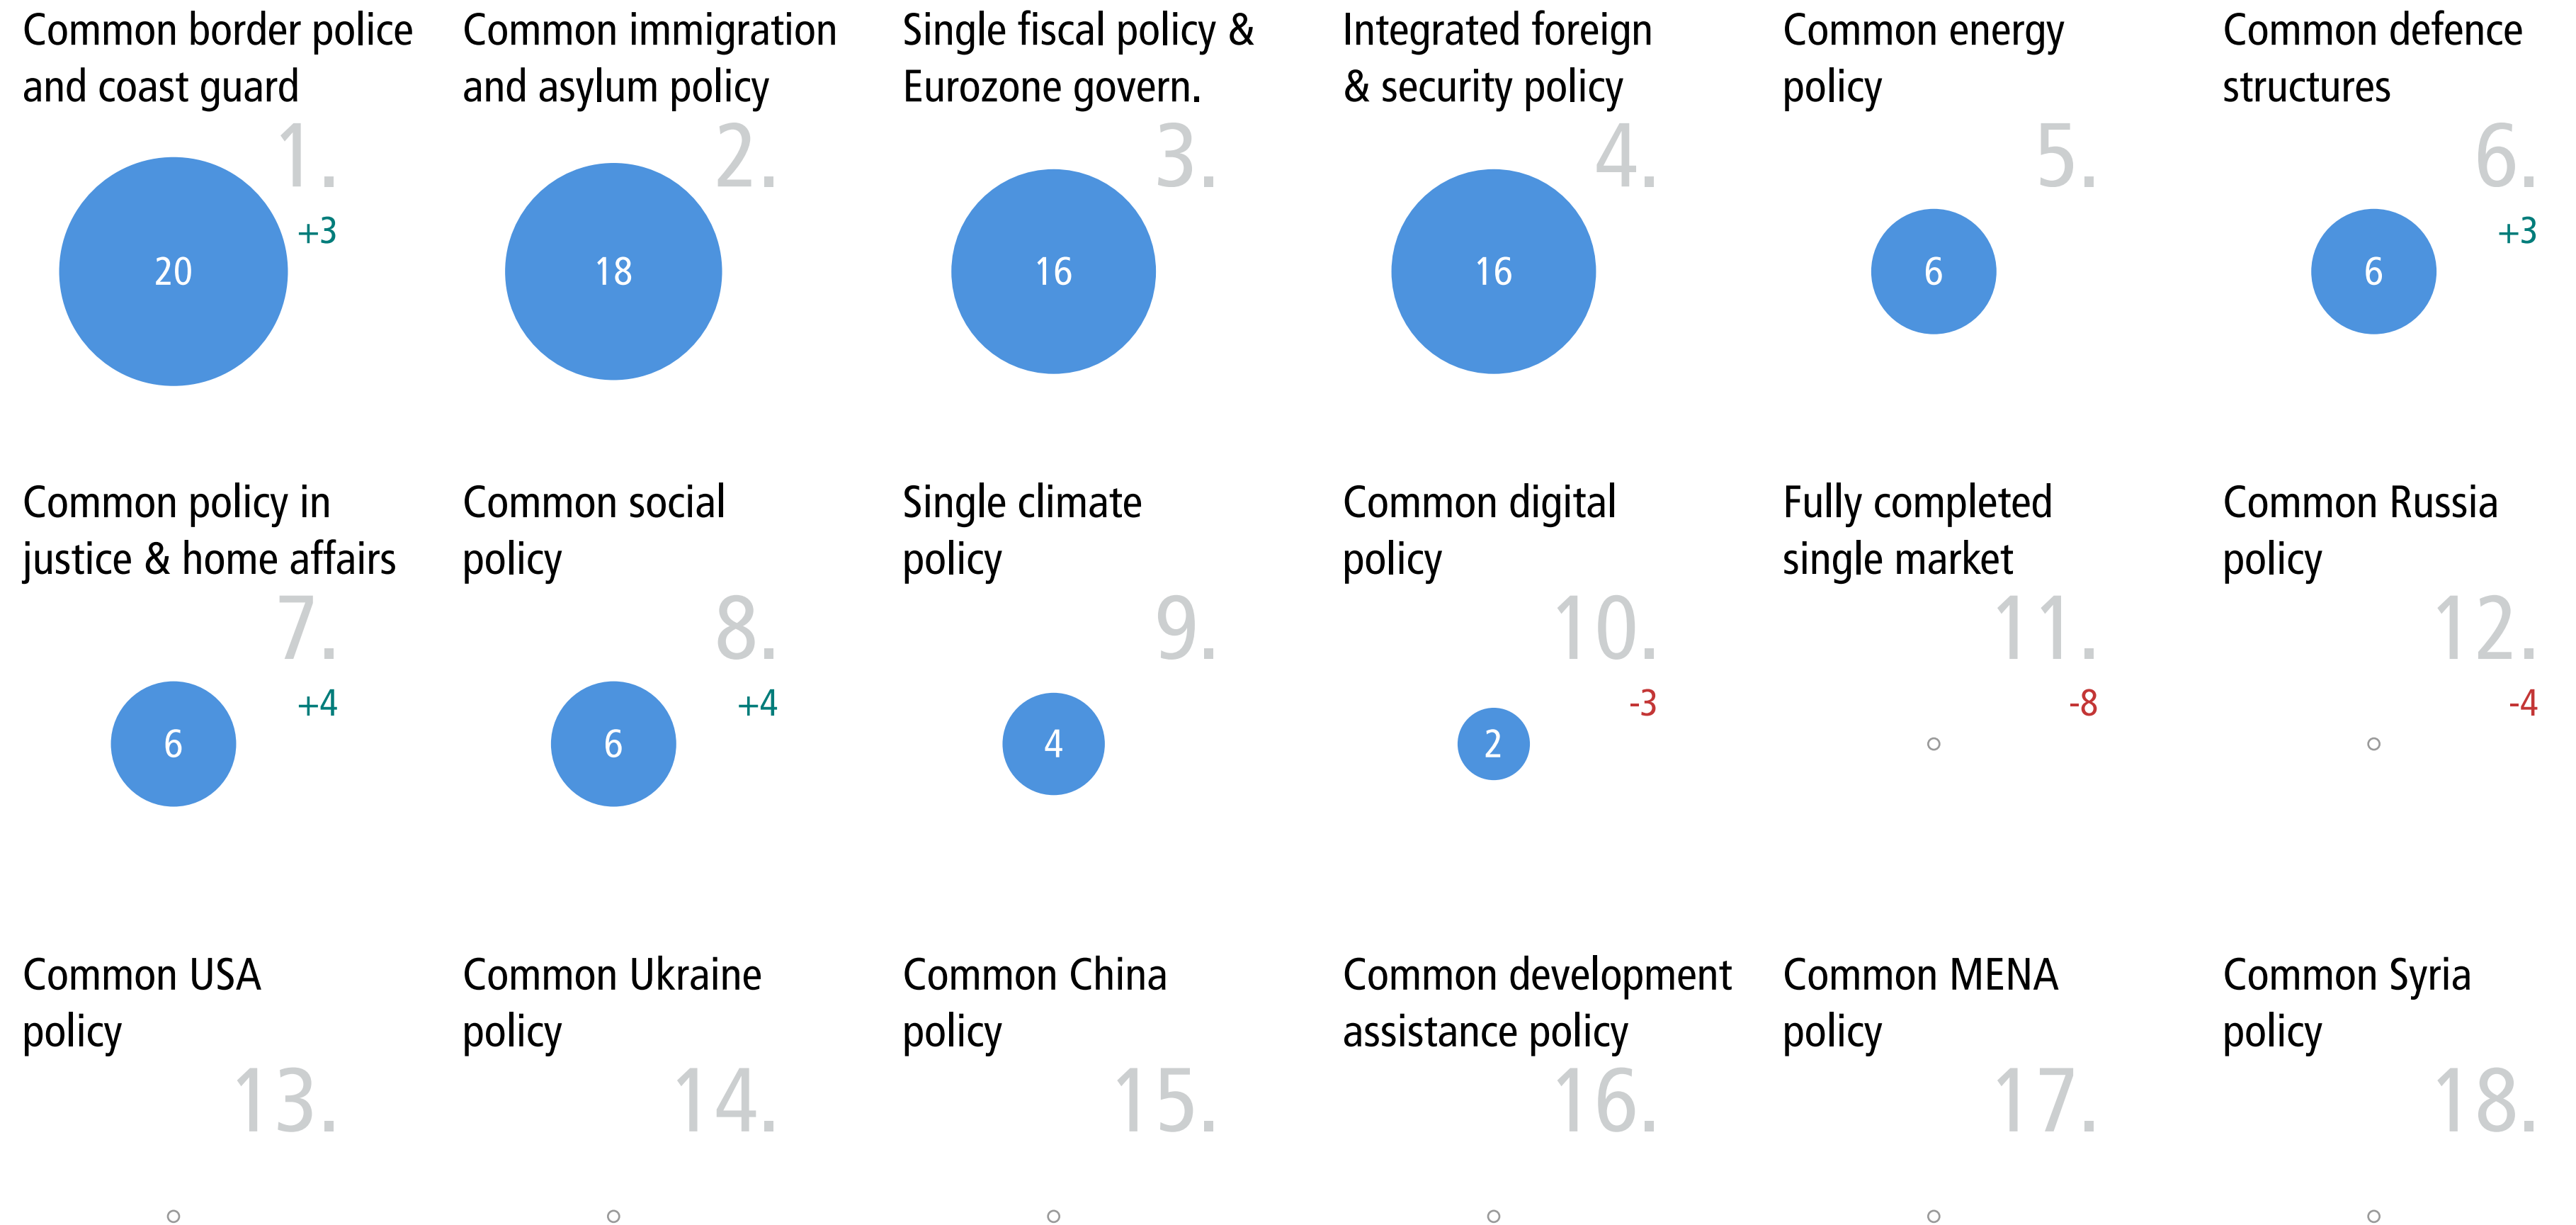 Common border police
and coast guard
1.
+3
20
Common immigration
and asylum policy
2.
18
Single fiscal policy &
Eurozone govern.
3.
16
Integrated foreign
& security policy
4.
16
Common energy
policy
5.
6
Common defence
structures
6.
+3
6
Common policy in
justice & home affairs
7.
+4
6
Common social
policy
8.
+4
6
Single climate
policy
9.
4
Common digital
policy
10.
-3
2
Fully completed
single market
11.
-8
Common Russia
policy
12.
-4
Common USA
policy
13.
Common Ukraine
policy
14.
Common China
policy
15.
Common development
assistance policy
16.
Common MENA
policy
17.
Common Syria
policy
18.